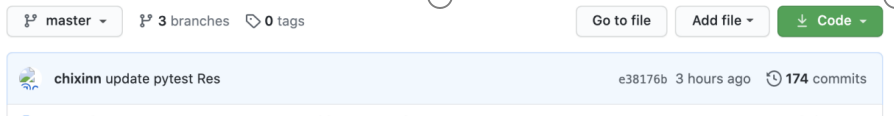 master 3 branches 0 tags Go to file Add file Code
chixinn update pytest Res e38176b 3 hours ago 174 commits